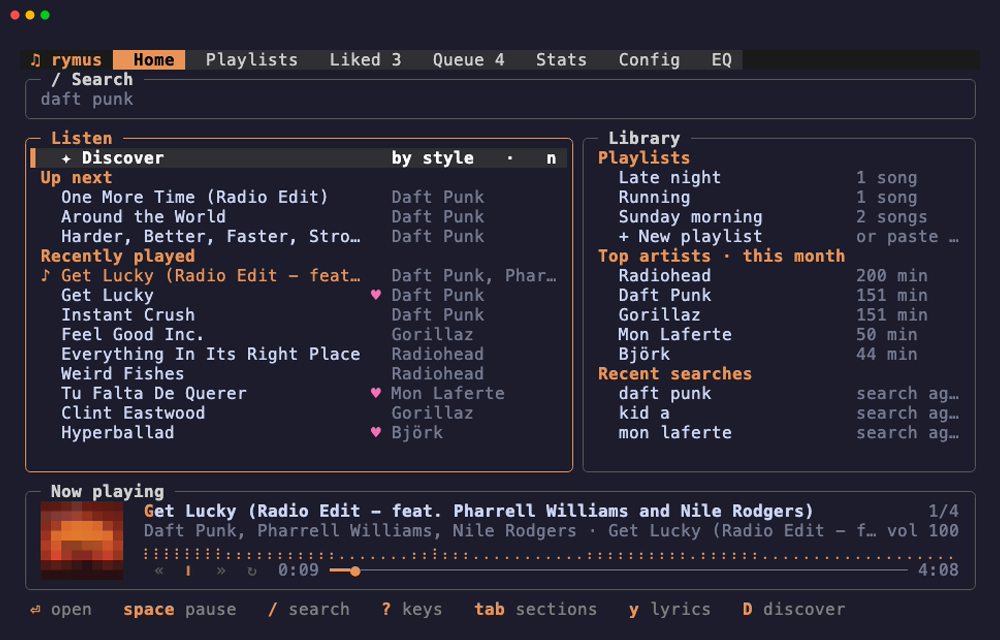 ♫ rymus Home Playlists Liked 3 Queue 4 Stats Config EQ
/ Search
daft punk
Listen
✦ Discover by style · n
Up next
One More Time (Radio Edit) Daft Punk
Around the World Daft Punk
Harder, Better, Faster, Stro… Daft Punk
Recently played
♪ Get Lucky (Radio Edit – feat… Daft Punk, Phar…
Get Lucky ♥ Daft Punk
Instant Crush Daft Punk
Feel Good Inc. Gorillaz
Everything In Its Right Place Radiohead
Weird Fishes Radiohead
Tu Falta De Querer ♥ Mon Laferte
Clint Eastwood Gorillaz
Hyperballad ♥ Björk
Library
Playlists
Late night 1 song
Running 1 song
Sunday morning 2 songs
+ New playlist or paste …
Top artists · this month
Radiohead 200 min
Daft Punk 151 min
Gorillaz 151 min
Mon Laferte 50 min
Björk 44 min
Recent searches
daft punk search ag…
kid a search ag…
mon laferte search ag…
Now playing
Get Lucky (Radio Edit – feat. Pharrell Williams and Nile Rodgers) 1/4
Daft Punk, Pharrell Williams, Nile Rodgers · Get Lucky (Radio Edit – f… vol 100
« ‖ » ↻ 0:09 4:08
⏎ open space pause / search ? keys tab sections y lyrics D discover